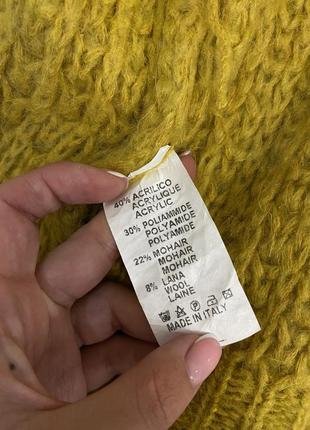 40% ACRILICO
ACRYLIQUE
ACRYLIC
30% POLIAMMIDE
POLYAMIDE
POLYAMIDE
22% MOHAIR
MOHAIR
MOHAIR
8% LANA
WOOL
LAINE
MADE IN ITALY